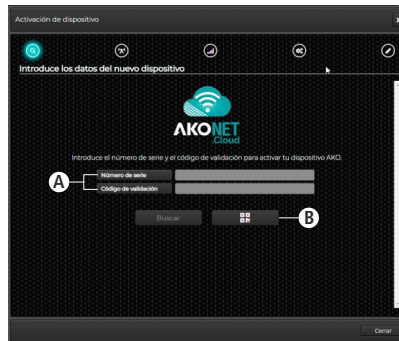 Activación de dispositivo
Introduce los datos del nuevo dispositivo
AKONET
.Cloud
Introduce el número de serie y el código de validación para activar tu dispositivo AKO.
A
Número de serie
Código de validación
Buscar
B
Cerrar